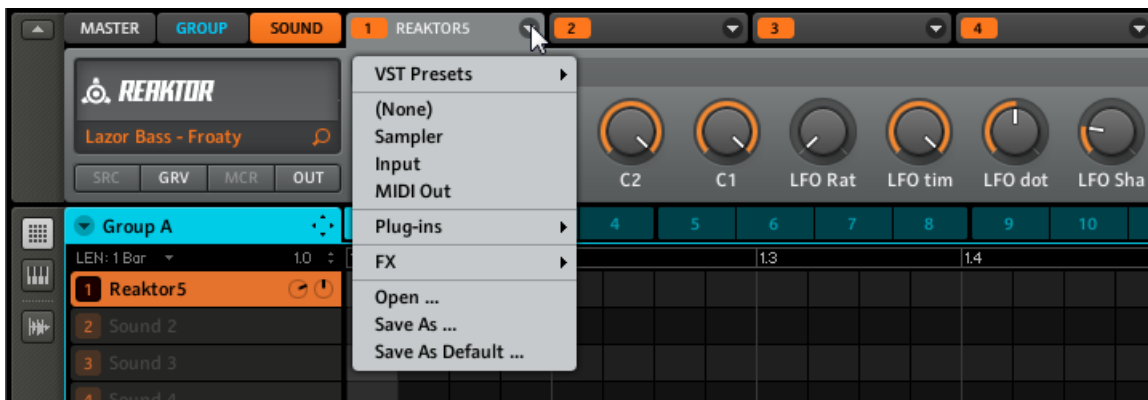 MASTER GROUP SOUND 1 REAKTOR5 2 3 4
REAKTOR
Lazor Bass - Froaty
SRC GRV MCR OUT
VST Presets
(None)
Sampler
Input
MIDI Out
Plug-ins
FX
Open ...
Save As ...
Save As Default ...
C2 C1 LFO Rat LFO tim LFO dot LFO Sha
Group A 4 5 6 7 8 9 10
LEN: 1 Bar 1.0 1.3 1.4
1 Reaktor5
2 Sound 2
3 Sound 3
4 Sound 4